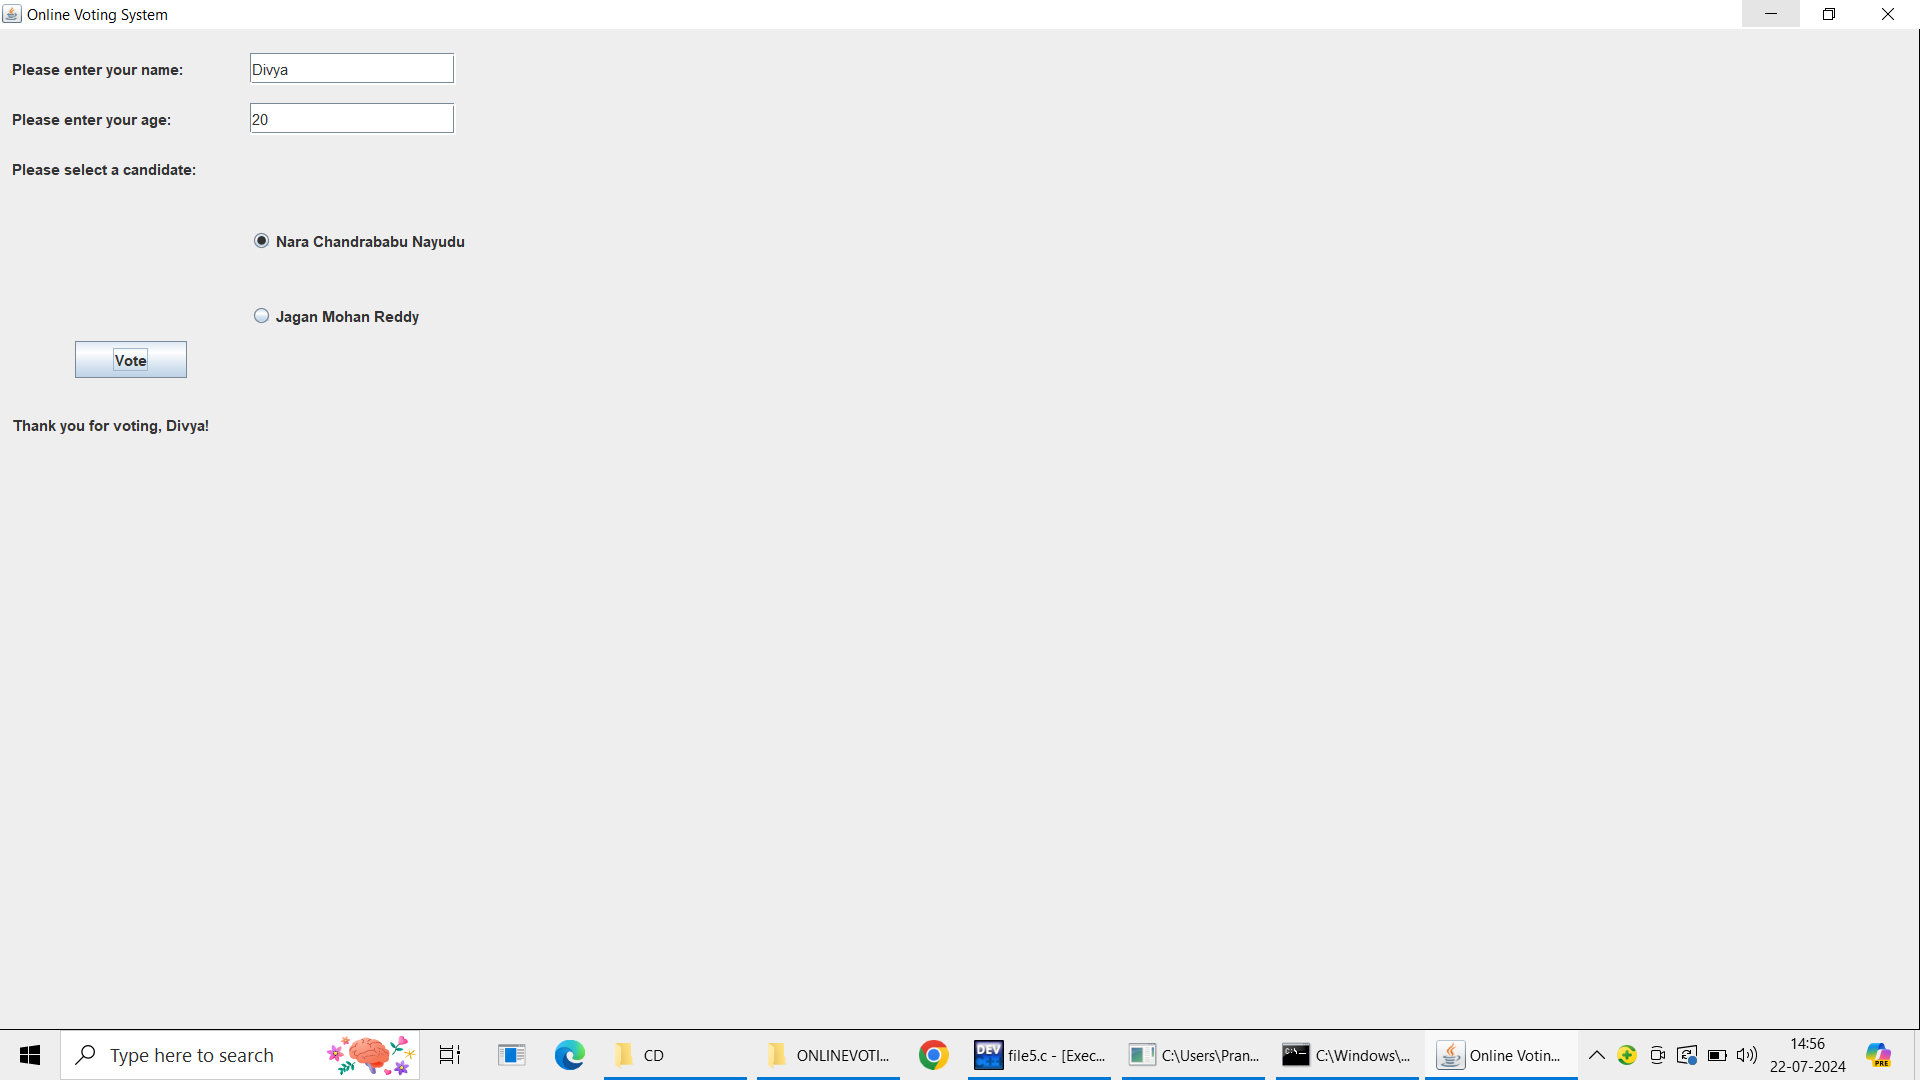 Online Voting System
Please enter your name: Divya
Please enter your age: 20
Please select a candidate:
Nara Chandrababu Nayudu
Jagan Mohan Reddy
Vote
Thank you for voting, Divya!
Type here to search
CD
ONLINEVOTI...
DEV
file5.c - [Exec...
C:\Users\Pran...
C:\Windows\...
Online Votin...
14:56
22-07-2024
PRE